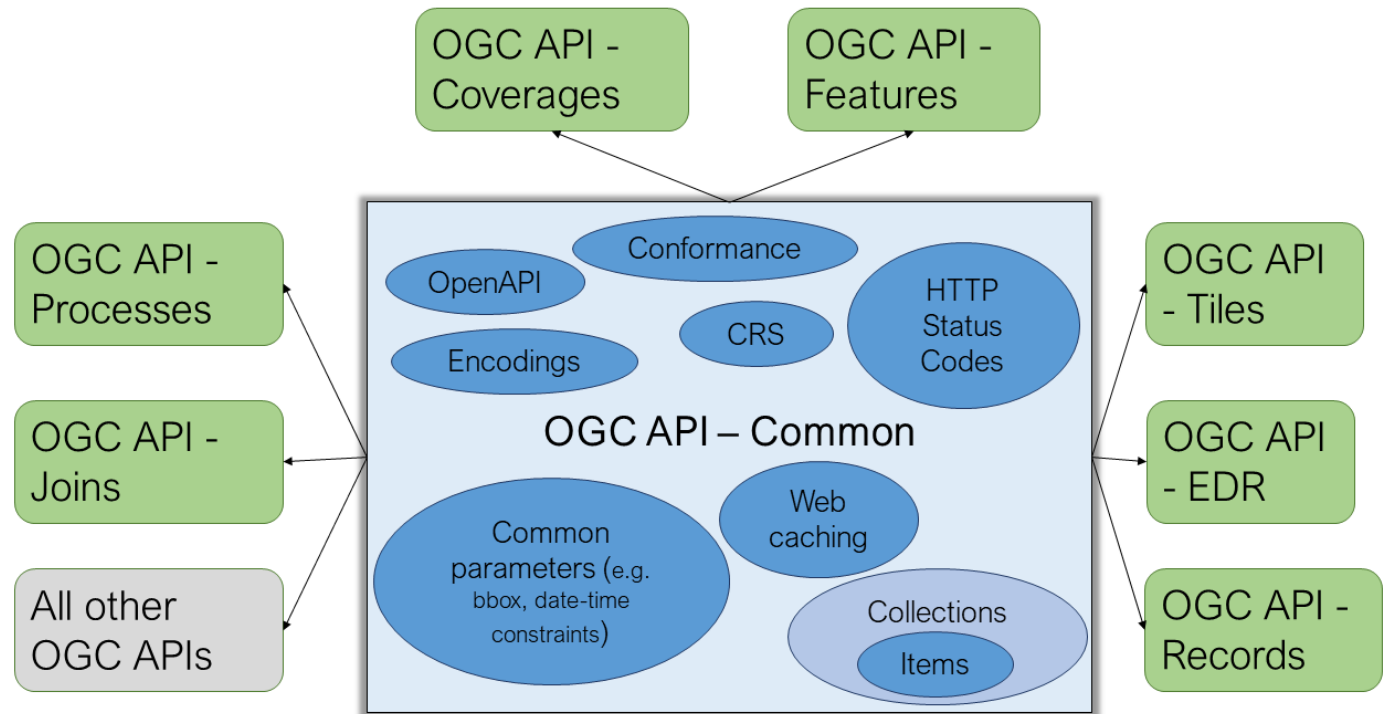 OGC API -
Coverages
OGC API -
Features
OGC API -
Processes
OGC API -
Joins
All other
OGC APIs
Conformance
OpenAPI
HTTP
Status
Codes
CRS
Encodings
OGC API – Common
Web
caching
Common
parameters (e.g.
bbox, date-time
constraints)
Collections
Items
OGC API
- Tiles
OGC API
- EDR
OGC API -
Records